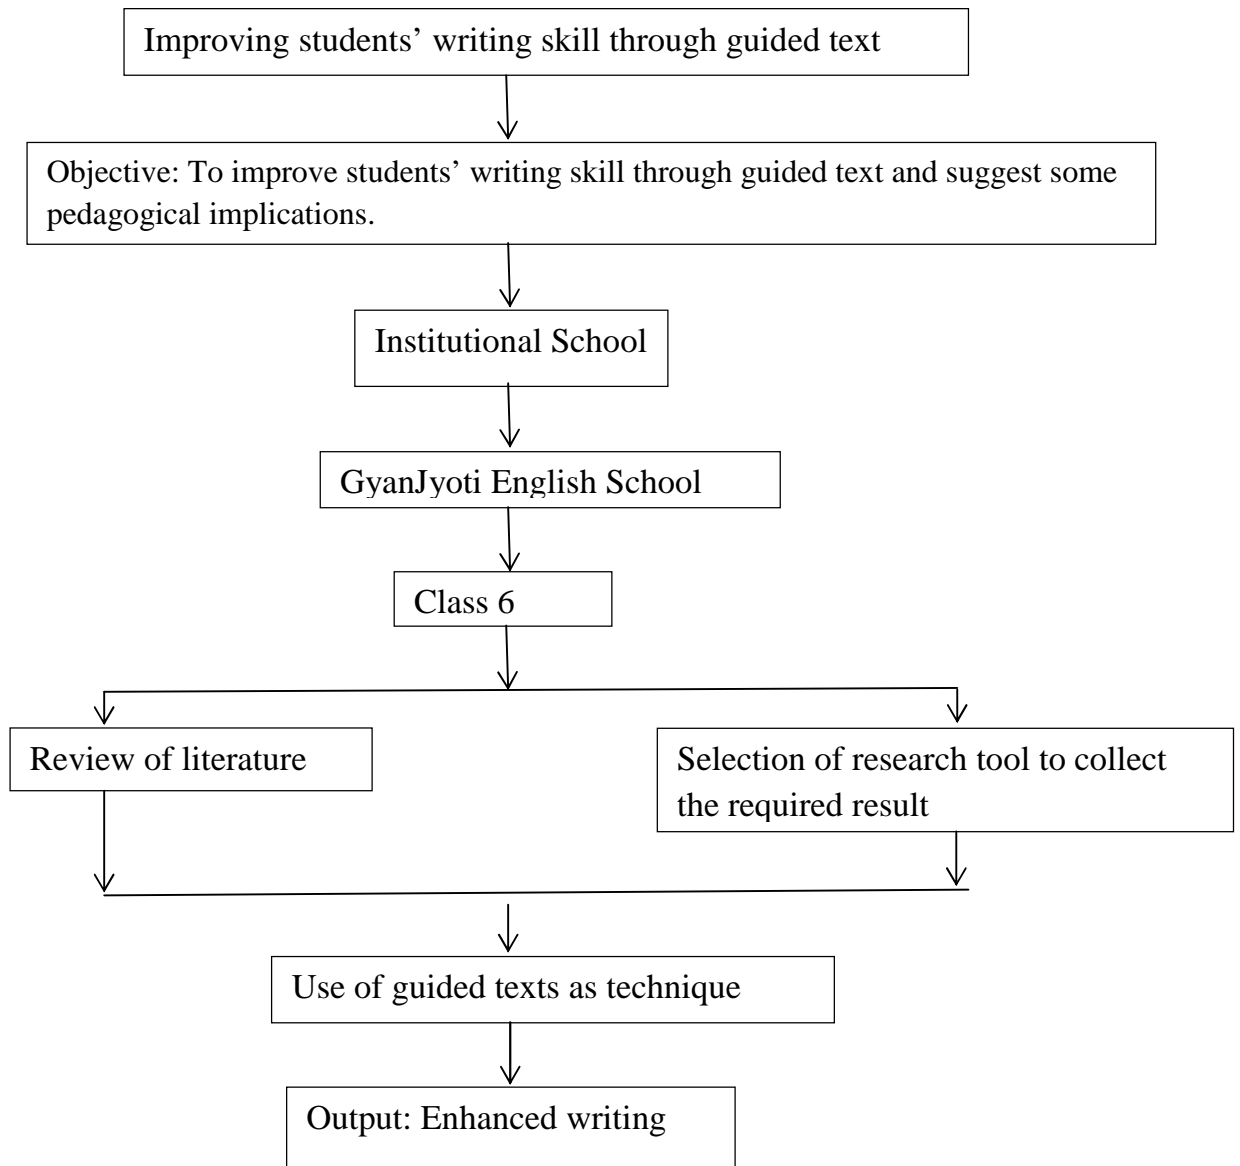 Improving students’ writing skill through guided text
Objective: To improve students’ writing skill through guided text and suggest some
pedagogical implications.
Institutional School
GyanJyoti English School
Class 6
Review of literature
Selection of research tool to collect
the required result
Use of guided texts as technique
Output: Enhanced writing